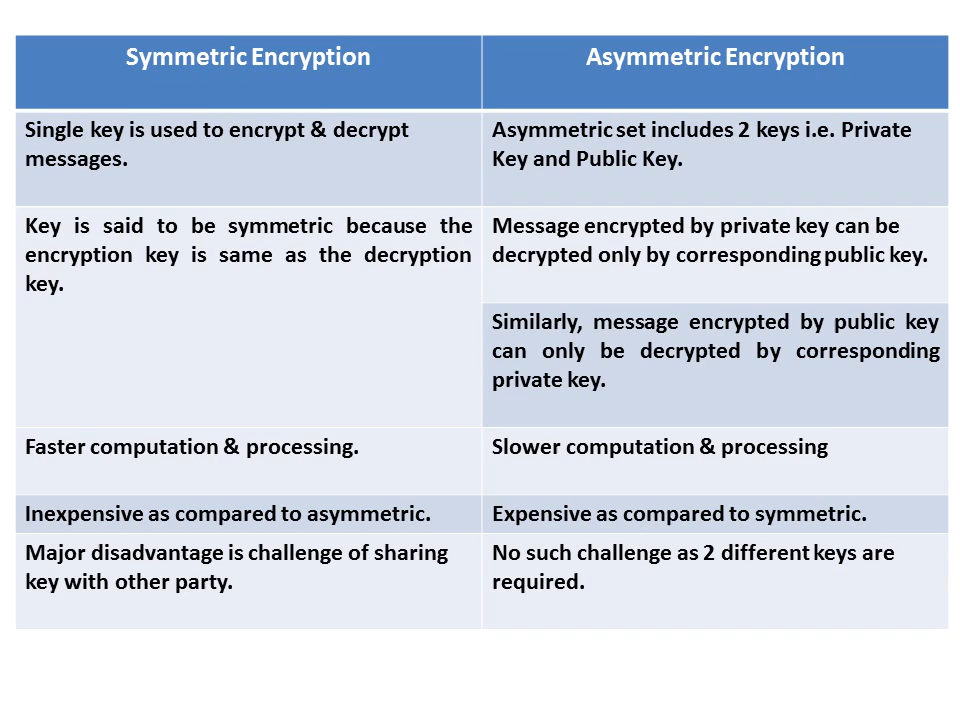 Symmetric Encryption
Asymmetric Encryption
Single key is used to encrypt & decrypt
messages.
Asymmetric set includes 2 keys i.e. Private
Key and Public Key.
Key is said to be symmetric because the
encryption key is same as the decryption
key.
Message encrypted by private key can be
decrypted only by corresponding public key.
Similarly, message encrypted by public key
can only be decrypted by corresponding
private key.
Faster computation & processing.
Slower computation & processing
Inexpensive as compared to asymmetric.
Expensive as compared to symmetric.
Major disadvantage is challenge of sharing
key with other party.
No such challenge as 2 different keys are
required.